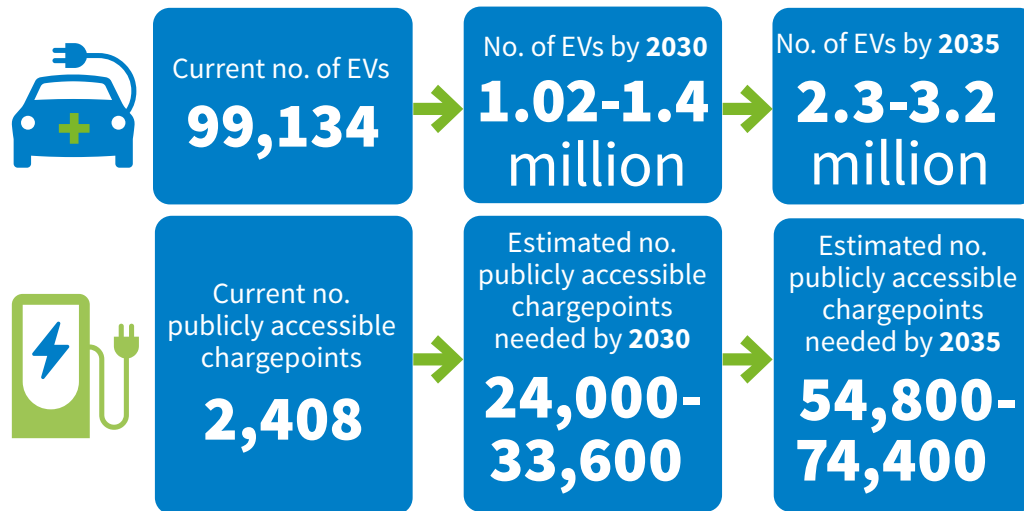 Current no. of EVs
99,134
No. of EVs by 2030
1.02-1.4
million
No. of EVs by 2035
2.3-3.2
million
Current no.
publicly accessible
chargepoints
2,408
Estimated no.
publicly accessible
chargepoints
needed by 2030
24,000-
33,600
Estimated no.
publicly accessible
chargepoints
needed by 2035
54,800-
74,400